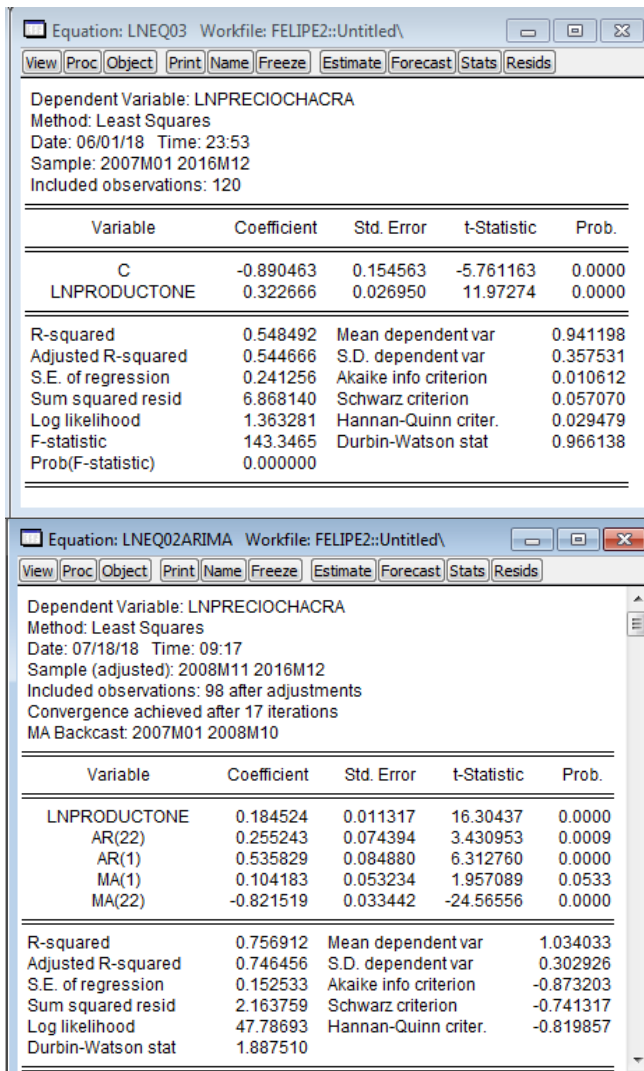 Equation: LNEQ03 Workfile: FELIPE2::Untitled\
View Proc Object Print Name Freeze Estimate Forecast Stats Resids
Dependent Variable: LNPRECIOCHACRA
Method: Least Squares
Date: 06/01/18 Time: 23:53
Sample: 2007M01 2016M12
Included observations: 120
Variable Coefficient Std. Error t-Statistic Prob.
C -0.890463 0.154563 -5.761163 0.0000
LNPRODUCTONE 0.322666 0.026950 11.97274 0.0000
R-squared 0.548492 Mean dependent var 0.941198
Adjusted R-squared 0.544666 S.D. dependent var 0.357531
S.E. of regression 0.241256 Akaike info criterion 0.010612
Sum squared resid 6.868140 Schwarz criterion 0.057070
Log likelihood 1.363281 Hannan-Quinn criter. 0.029479
F-statistic 143.3465 Durbin-Watson stat 0.966138
Prob(F-statistic) 0.000000
Equation: LNEQ02ARIMA Workfile: FELIPE2::Untitled\
View Proc Object Print Name Freeze Estimate Forecast Stats Resids
Dependent Variable: LNPRECIOCHACRA
Method: Least Squares
Date: 07/18/18 Time: 09:17
Sample (adjusted): 2008M11 2016M12
Included observations: 98 after adjustments
Convergence achieved after 17 iterations
MA Backcast: 2007M01 2008M10
Variable Coefficient Std. Error t-Statistic Prob.
LNPRODUCTONE 0.184524 0.011317 16.30437 0.0000
AR(22) 0.255243 0.074394 3.430953 0.0009
AR(1) 0.535829 0.084880 6.312760 0.0000
MA(1) 0.104183 0.053234 1.957089 0.0533
MA(22) -0.821519 0.033442 -24.56556 0.0000
R-squared 0.756912 Mean dependent var 1.034033
Adjusted R-squared 0.746456 S.D. dependent var 0.302926
S.E. of regression 0.152533 Akaike info criterion -0.873203
Sum squared resid 2.163759 Schwarz criterion -0.741317
Log likelihood 47.78693 Hannan-Quinn criter. -0.819857
Durbin-Watson stat 1.887510